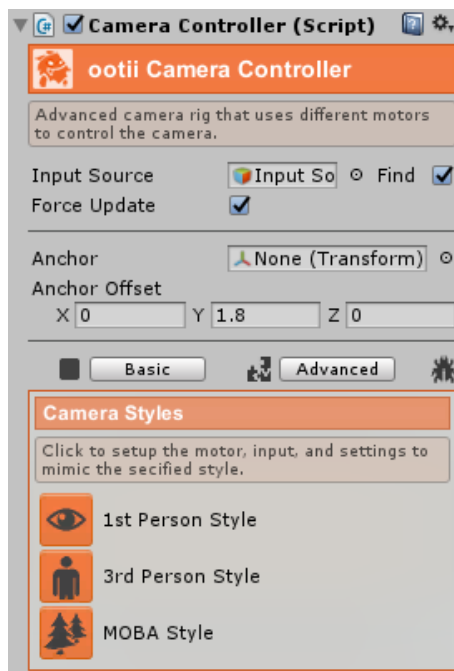 Camera Controller (Script)
ootii Camera Controller
Advanced camera rig that uses different motors
to control the camera.
Input Source Input So Find
Force Update
Anchor None (Transform)
Anchor Offset
X 0 Y 1.8 Z 0
Basic Advanced
Camera Styles
Click to setup the motor, input, and settings to
mimic the secified style.
1st Person Style
3rd Person Style
MOBA Style